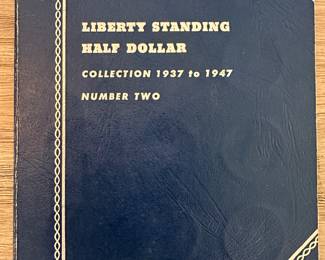 LIBERTY STANDING
HALF DOLLAR
COLLECTION 1937 to 1947
NUMBER TWO